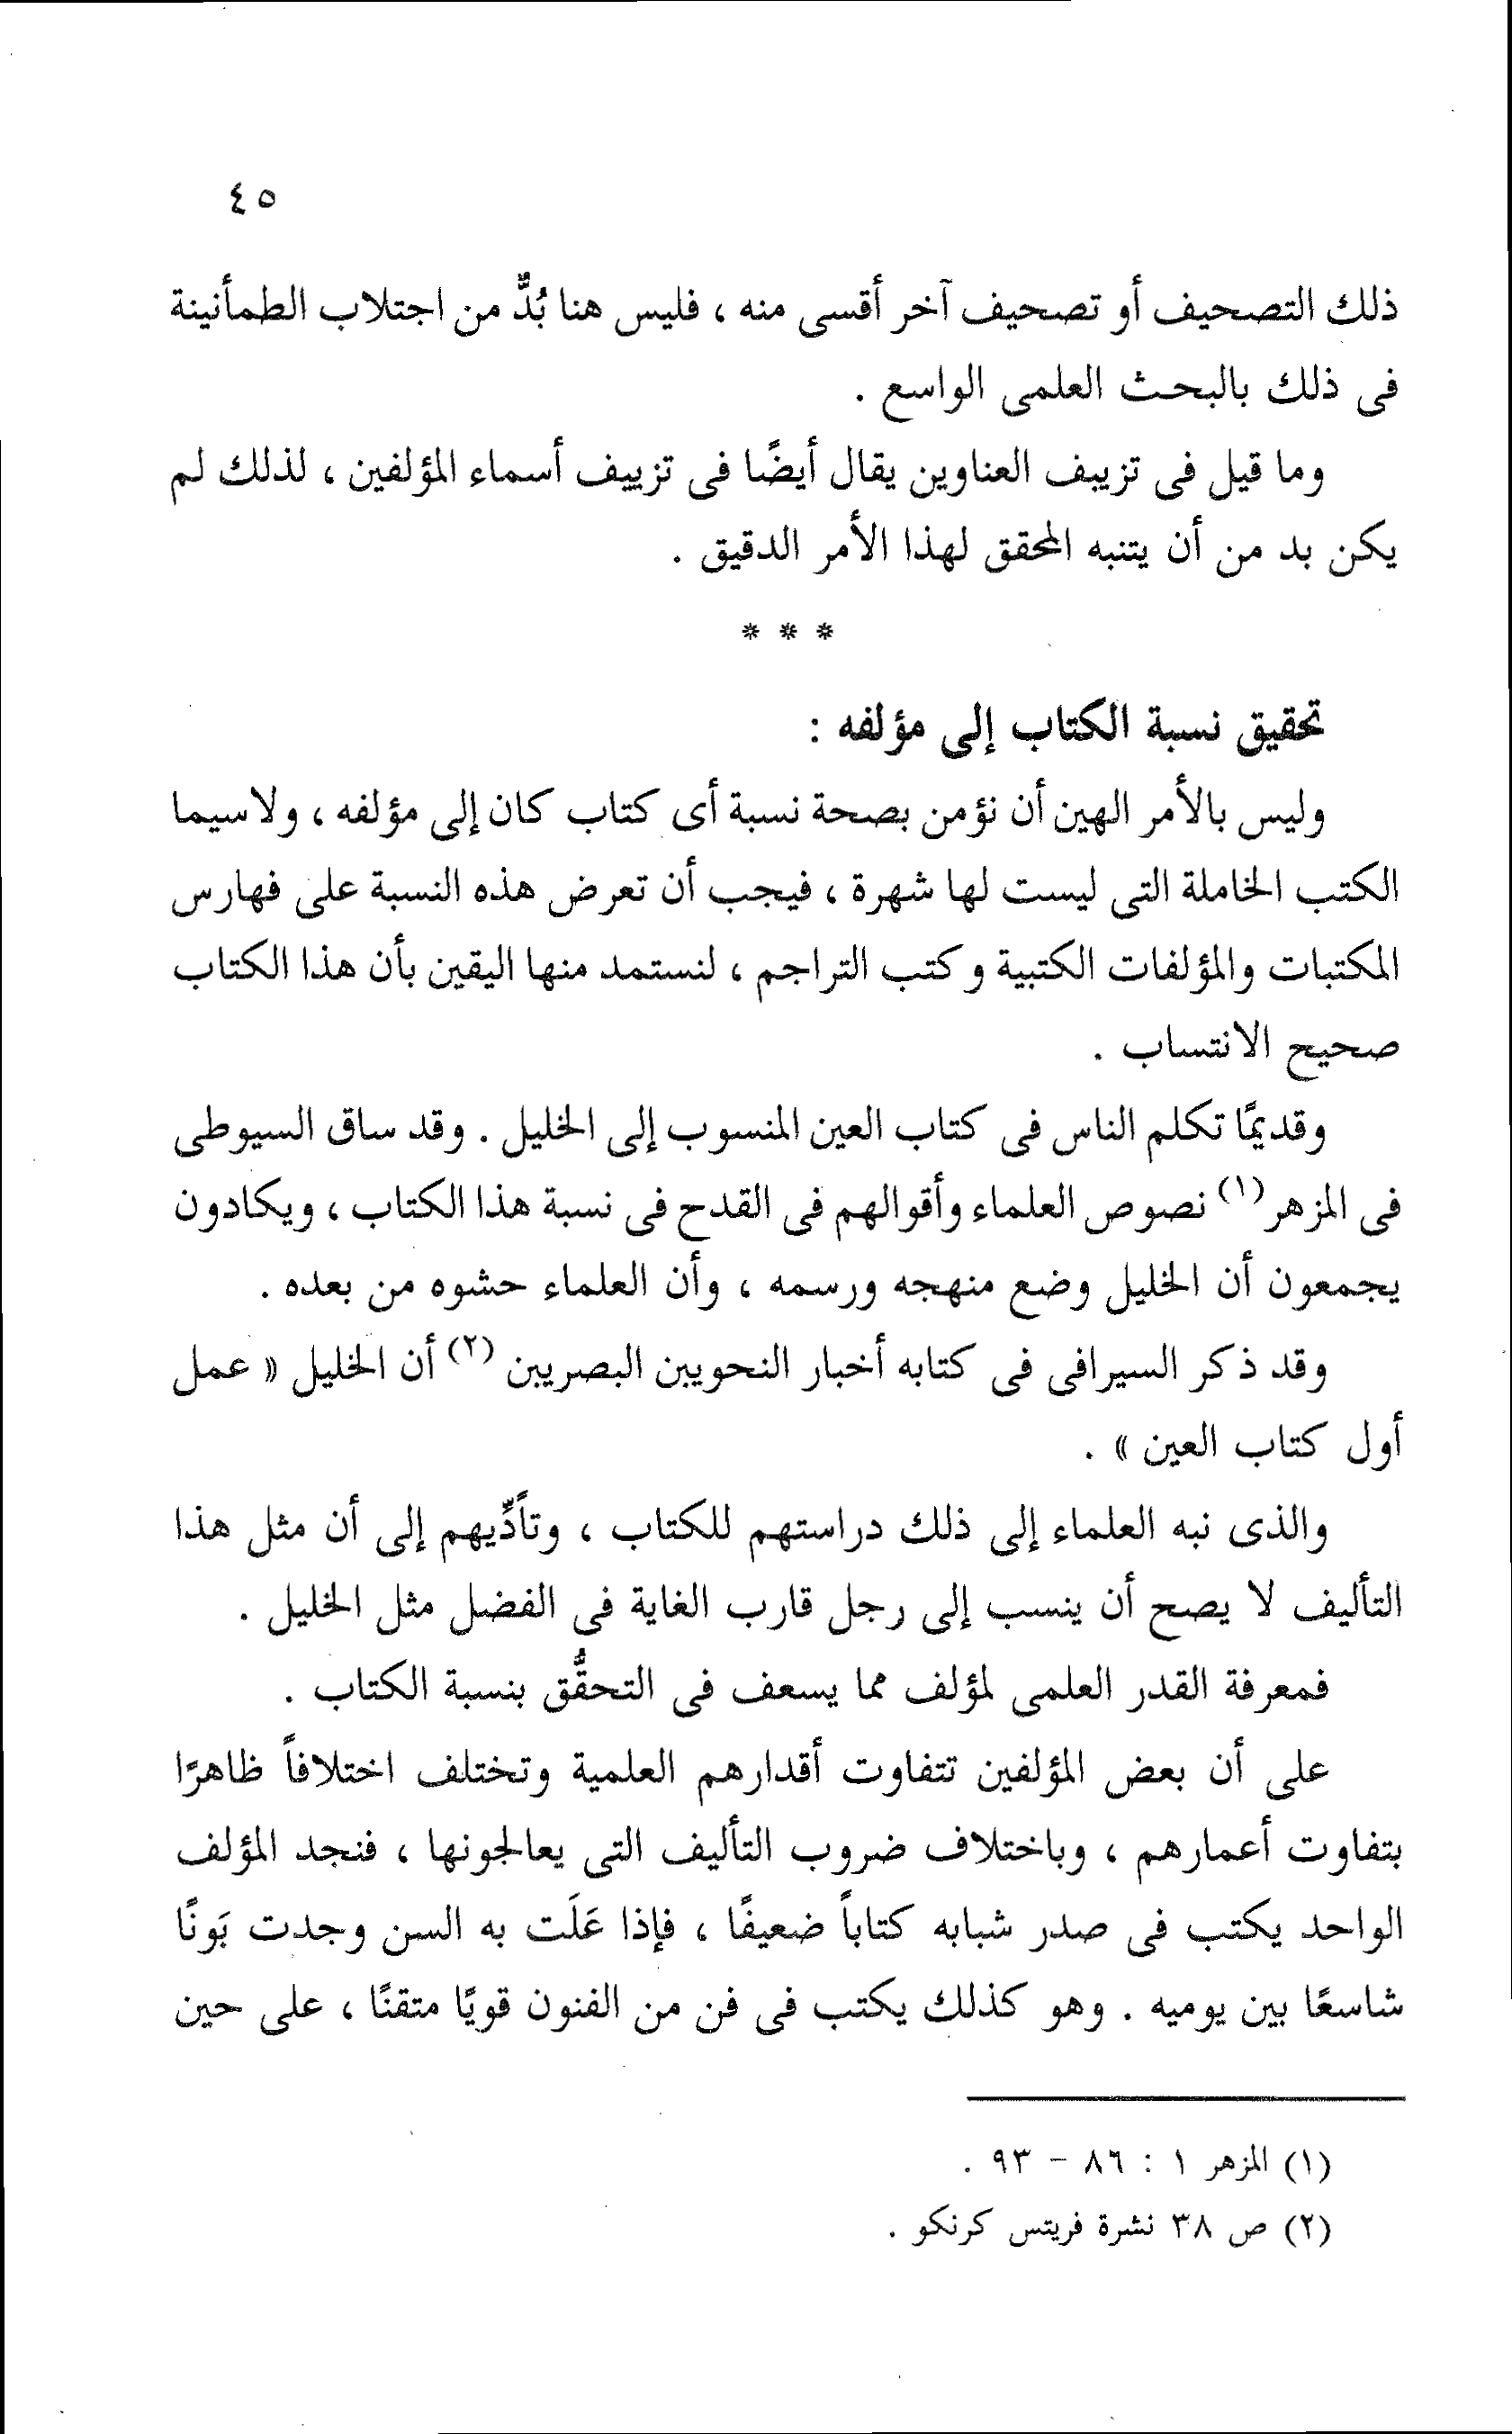 ٤٥
ذلك التصحيف أو تصحيف آخر أقسى منه ، فليس هنا بُدٌّ من اجتلاب الطمأنينة
فى ذلك بالبحث العلمى الواسع .
وما قيل فى تزييف العناوين يقال أيضًا فى تزييف أسماء المؤلفين ، لذلك لم
يكن بد من أن يتنبه المحقق لهذا الأمر الدقيق .
* * *
تحقيق نسبة الكتاب إلى مؤلفه :
وليس بالأمر الهين أن نؤمن بصحة نسبة أى كتاب كان إلى مؤلفه ، ولاسيما
الكتب الخاملة التى ليست لها شهرة ، فيجب أن تعرض هذه النسبة على فهارس
المكتبات والمؤلفات الكتبية وكتب التراجم ، لنستمد منها اليقين بأن هذا الكتاب
صحيح الانتساب .
وقديمًا تكلم الناس فى كتاب العين المنسوب إلى الخليل . وقد ساق السيوطى
فى المزهر (١) نصوص العلماء وأقوالهم فى القدح فى نسبة هذا الكتاب ، ويكادون
يجمعون أن الخليل وضع منهجه ورسمه ، وأن العلماء حشوه من بعده .
وقد ذكر السيرافى فى كتابه أخبار النحويين البصريين (٢) أن الخليل « عمل
أول كتاب العين » .
والذى نبه العلماء إلى ذلك دراستهم للكتاب ، وتأدِّيهم إلى أن مثل هذا
التأليف لا يصح أن ينسب إلى رجل قارب الغاية فى الفضل مثل الخليل .
فمعرفة القدر العلمى لمؤلف مما يسعف فى التحقُّق بنسبة الكتاب .
على أن بعض المؤلفين تتفاوت أقدارهم العلمية وتختلف اختلافاً ظاهرًا
بتفاوت أعمارهم ، وباختلاف ضروب التأليف التى يعالجونها ، فنجد المؤلف
الواحد يكتب فى صدر شبابه كتاباً ضعيفًا ، فإذا عَلَت به السن وجدت بَونًا
شاسعًا بين يوميه . وهو كذلك يكتب فى فن من الفنون قويًا متقنًا ، على حين
(١) المزهر ١ : ٨٦ - ٩٣ .
(٢) ص ٣٨ نشرة فريتس كرنكو .